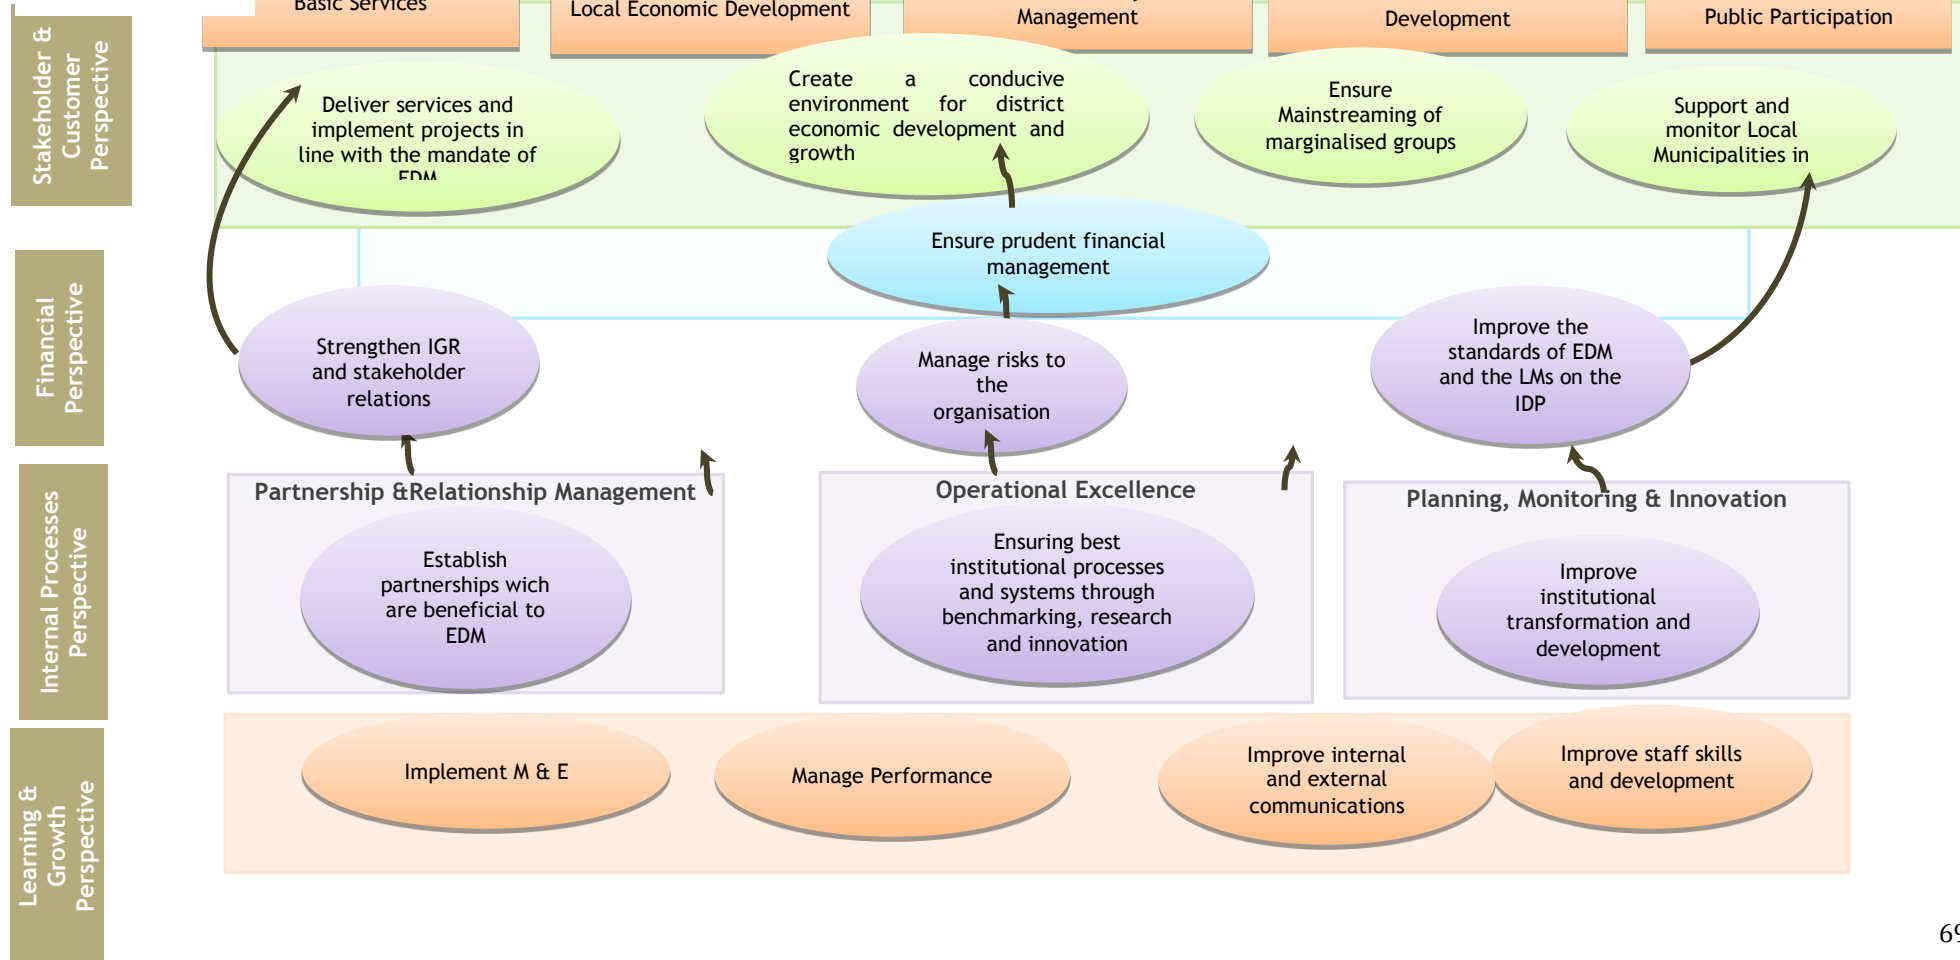 Basic Services
Local Economic Development
Management
Development
Public Participation
Stakeholder &
Customer
Perspective
Deliver services and
implement projects in
line with the mandate of
EDM
Create a conducive
environment for district
economic development and
growth
Ensure
Mainstreaming of
marginalised groups
Support and
monitor Local
Municipalities in
Financial
Perspective
Ensure prudent financial
management
Strengthen IGR
and stakeholder
relations
Manage risks to
the
organisation
Improve the
standards of EDM
and the LMs on the
IDP
Internal Processes
Perspective
Partnership &Relationship Management
Establish
partnerships wich
are beneficial to
EDM
Operational Excellence
Ensuring best
institutional processes
and systems through
benchmarking, research
and innovation
Planning, Monitoring & Innovation
Improve
institutional
transformation and
development
Learning &
Growth
Perspective
Implement M & E
Manage Performance
Improve internal
and external
communications
Improve staff skills
and development
69